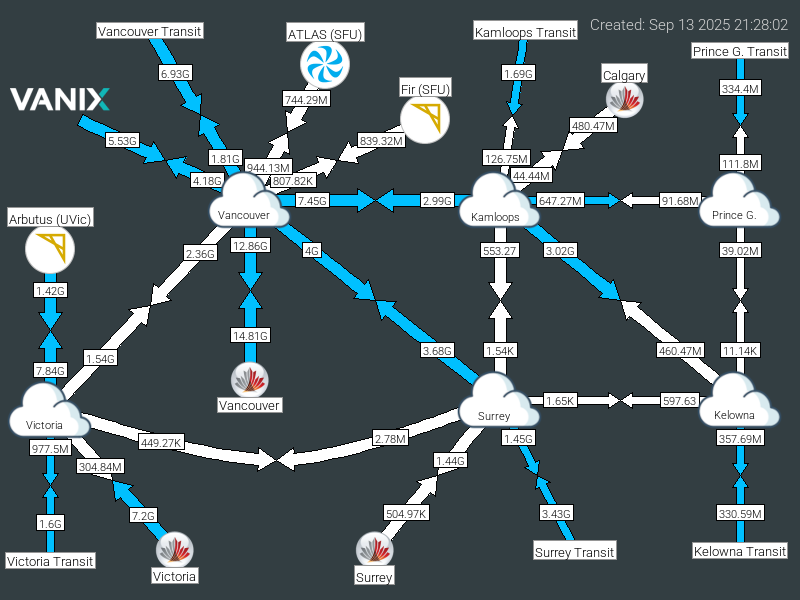 Created: Sep 13 2025 21:28:02
Vancouver Transit
ATLAS (SFU)
Kamloops Transit
Prince G. Transit
VANIX
6.93G
744.29M
Fir (SFU)
1.69G
Calgary
334.4M
5.53G
839.32M
480.47M
1.81G
944.13M
126.75M
111.8M
4.18G
807.82K
44.44M
7.45G
2.99G
647.27M
91.68M
Arbutus (UVic)
Vancouver
Kamloops
Prince G.
2.36G
12.86G
4G
553.27
3.02G
39.02M
1.42G
14.81G
1.54G
3.68G
1.54K
460.47M
11.14K
7.84G
Vancouver
1.65K
597.63
Victoria
Surrey
Kelowna
977.5M
449.27K
2.78M
1.45G
357.69M
304.84M
1.44G
1.6G
7.2G
504.97K
3.43G
330.59M
Victoria Transit
Victoria
Surrey
Surrey Transit
Kelowna Transit